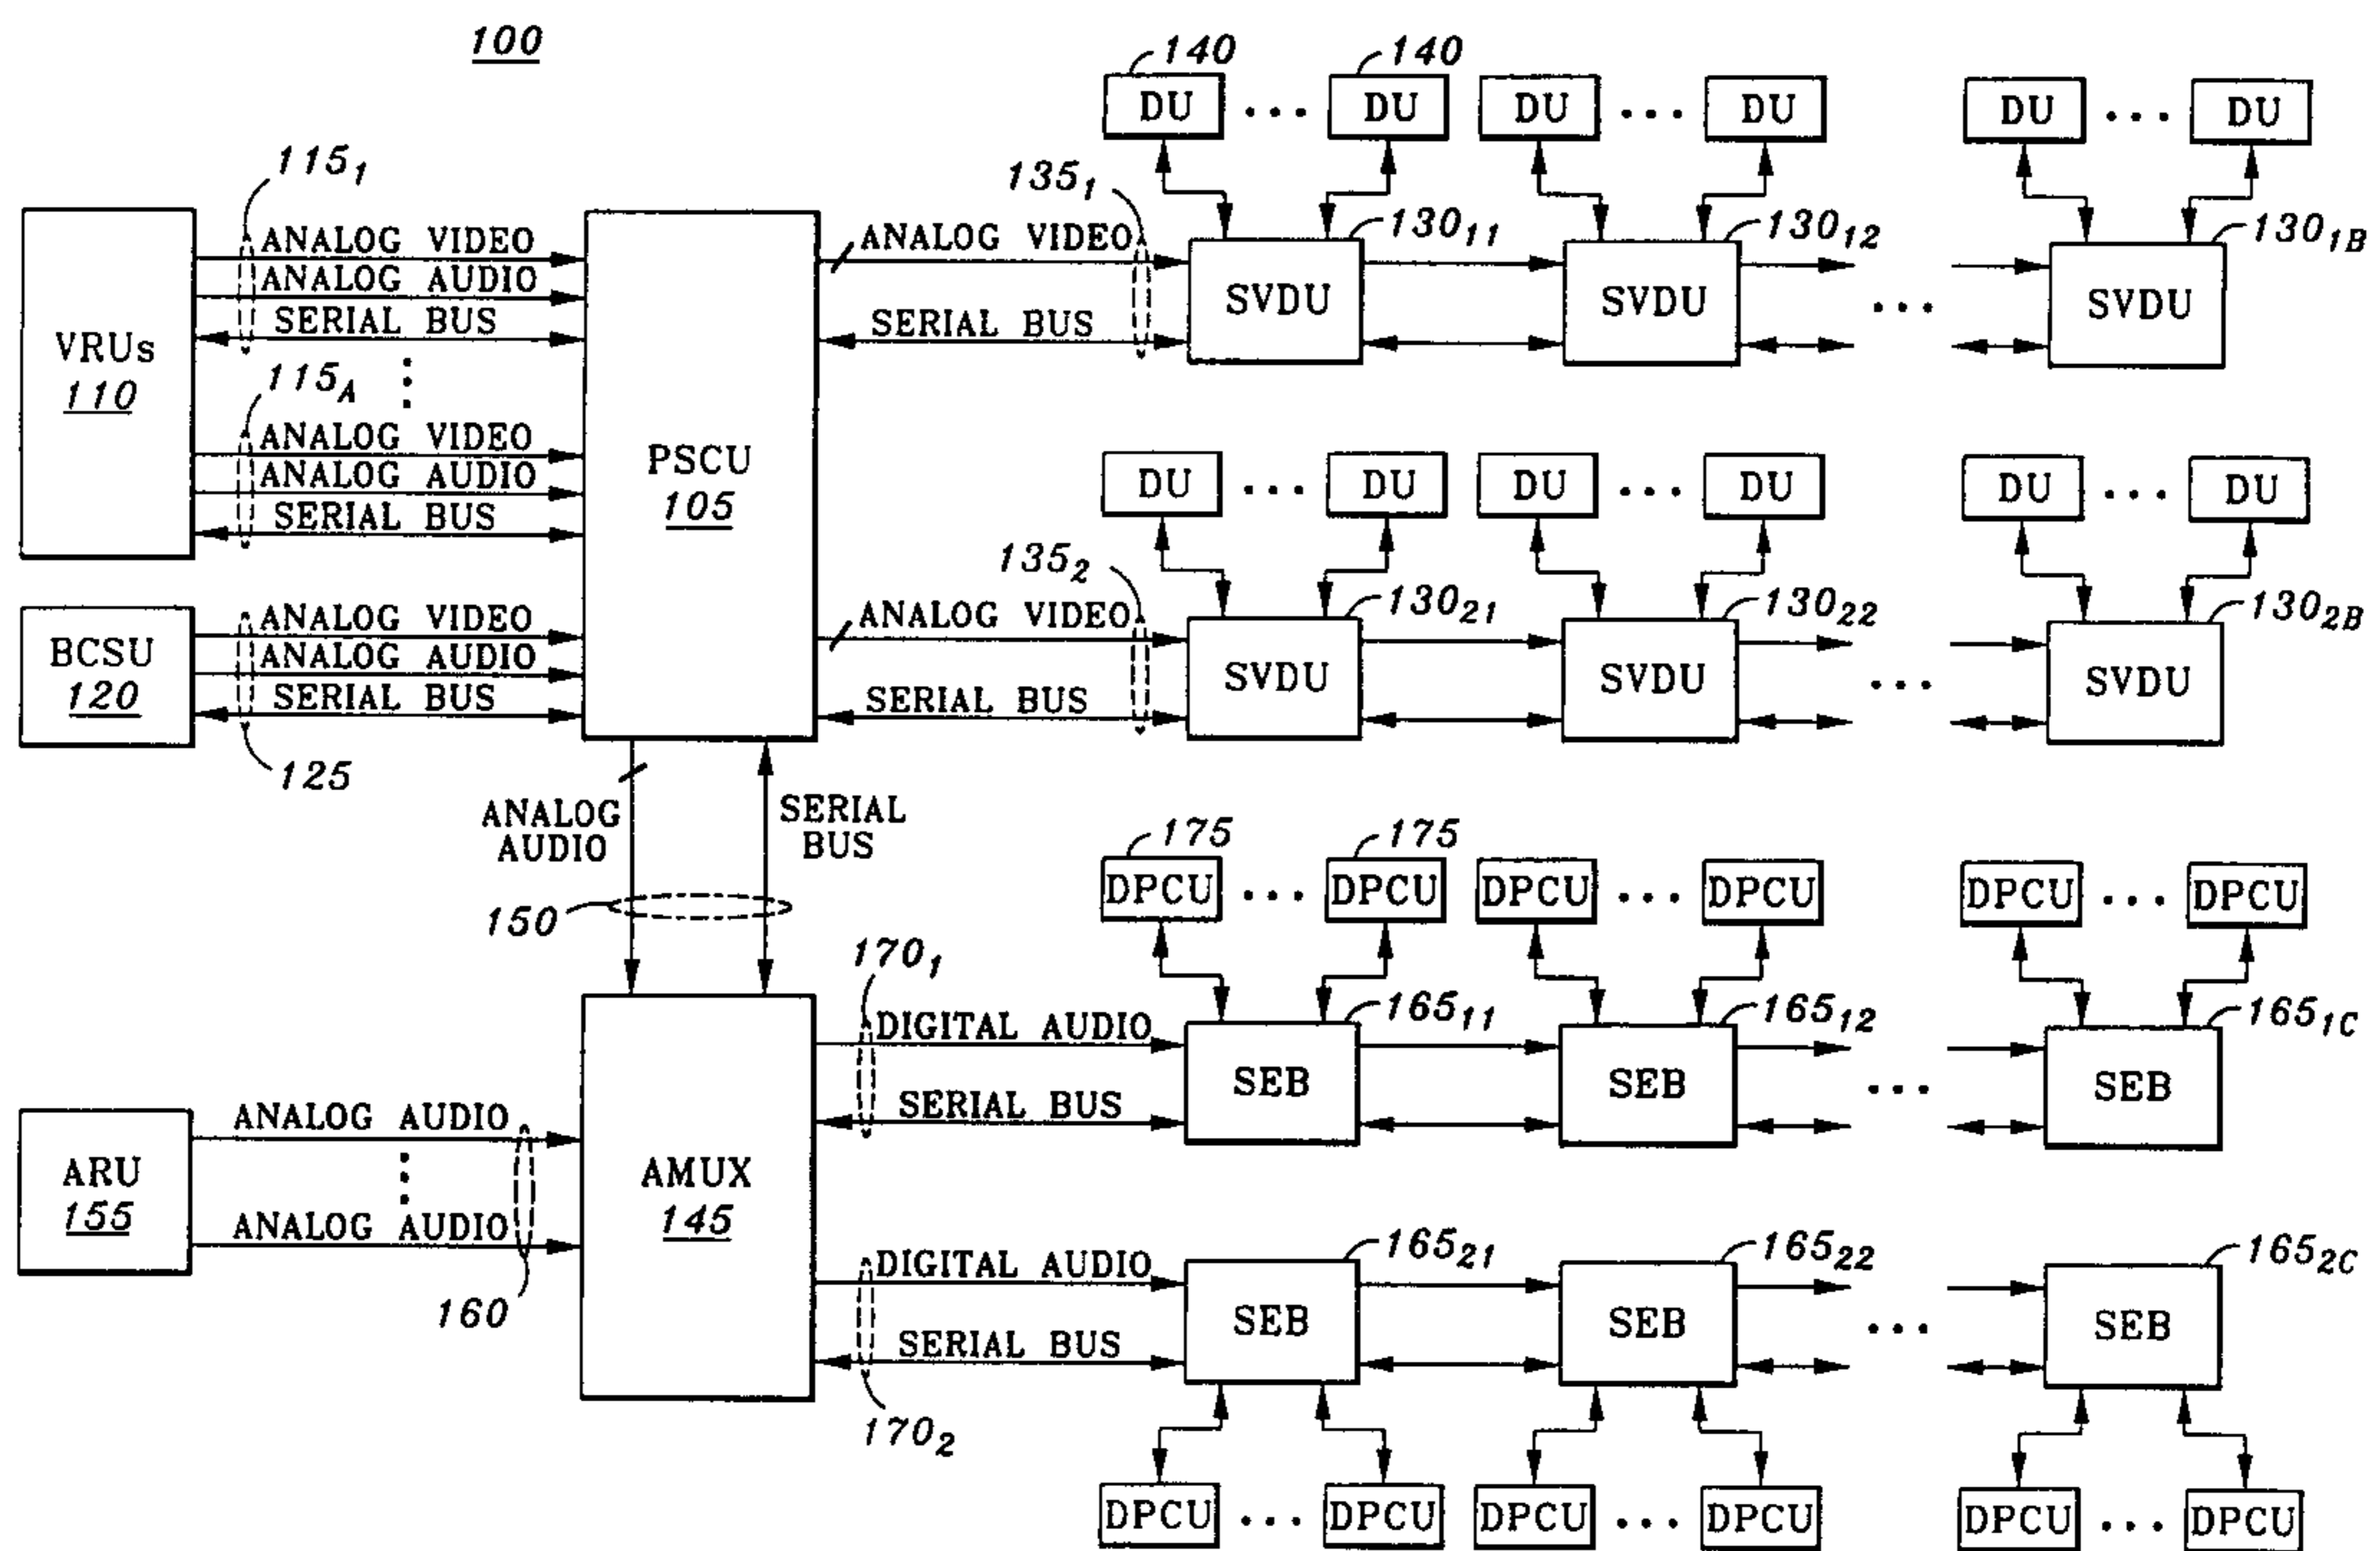 100
140 140
DU ... DU DU ... DU DU ... DU
115₁
135₁
130₁₁ 130₁₂ 130₁B
ANALOG VIDEO
ANALOG AUDIO
SERIAL BUS
VRUs
110
115A
ANALOG VIDEO
ANALOG AUDIO
SERIAL BUS
PSCU
105
ANALOG VIDEO
SERIAL BUS
SVDU SVDU ... SVDU
DU ... DU DU ... DU DU ... DU
135₂
130₂₁ 130₂₂ 130₂B
BCSU
120
ANALOG VIDEO
ANALOG AUDIO
SERIAL BUS
125
ANALOG VIDEO
SERIAL BUS
SVDU SVDU ... SVDU
ANALOG
AUDIO
SERIAL
BUS
150
175 175
DPCU ... DPCU DPCU ... DPCU DPCU ... DPCU
170₁
165₁₁ 165₁₂ 165₁C
DIGITAL AUDIO
SERIAL BUS
SEB SEB ... SEB
ARU
155
ANALOG AUDIO
ANALOG AUDIO
160
AMUX
145
165₂₁ 165₂₂ 165₂C
DIGITAL AUDIO
SERIAL BUS
170₂
SEB SEB ... SEB
DPCU ... DPCU DPCU ... DPCU DPCU ... DPCU